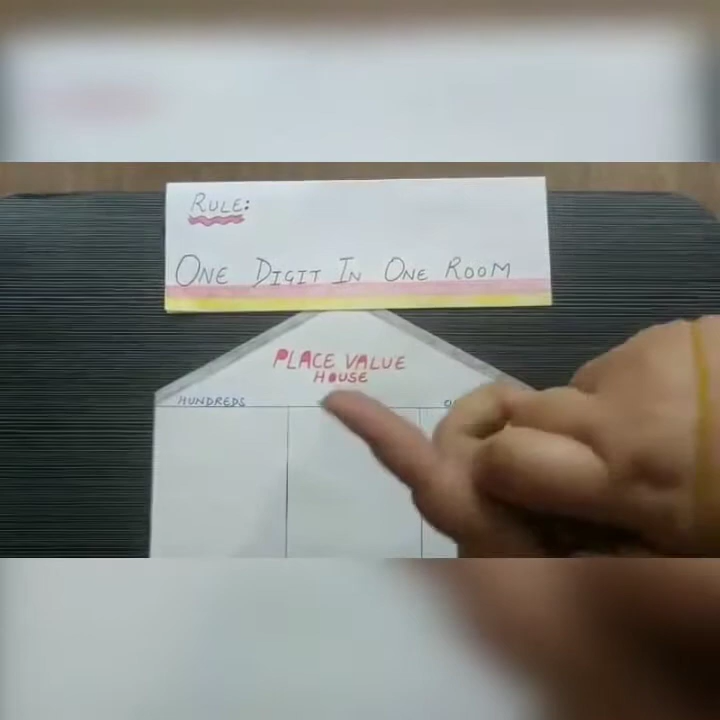 RULE:
ONE DIGIT IN ONE ROOM
PLACE VALUE
HOUSE
HUNDREDS